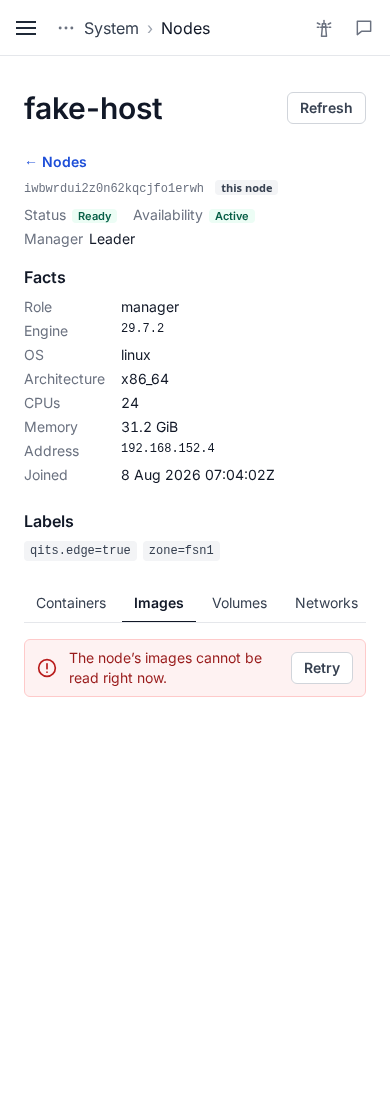 ··· System › Nodes
fake-host
Refresh
← Nodes
iwbwrdui2z0n62kqcjfo1erwh this node
Status Ready Availability Active
Manager Leader
Facts
Role manager
Engine 29.7.2
OS linux
Architecture x86_64
CPUs 24
Memory 31.2 GiB
Address 192.168.152.4
Joined 8 Aug 2026 07:04:02Z
Labels
qits.edge=true zone=fsn1
Containers Images Volumes Networks
The node’s images cannot be
read right now.
Retry